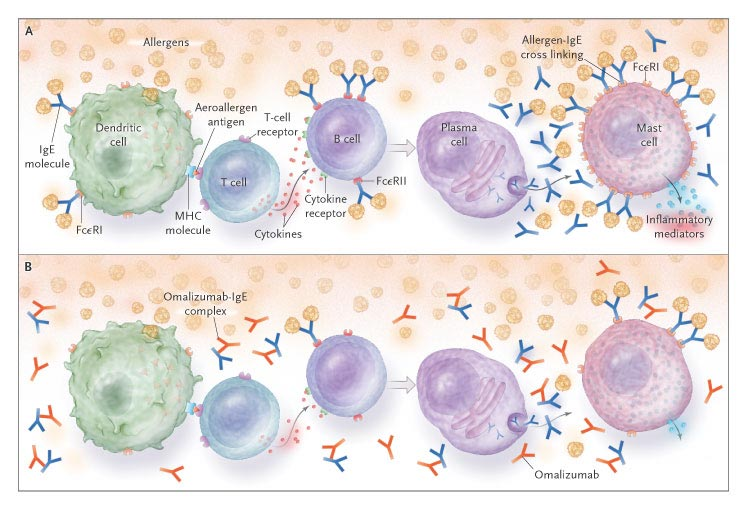 A
Allergens
Allergen-IgE
cross linking
FcεRI
Aeroallergen
antigen
T-cell
receptor
Dendritic
cell
B cell
Plasma
cell
Mast
cell
IgE
molecule
T cell
FcεRII
MHC
molecule
Cytokine
receptor
FcεRI
Cytokines
Inflammatory
mediators
B
Omalizumab-IgE
complex
Omalizumab